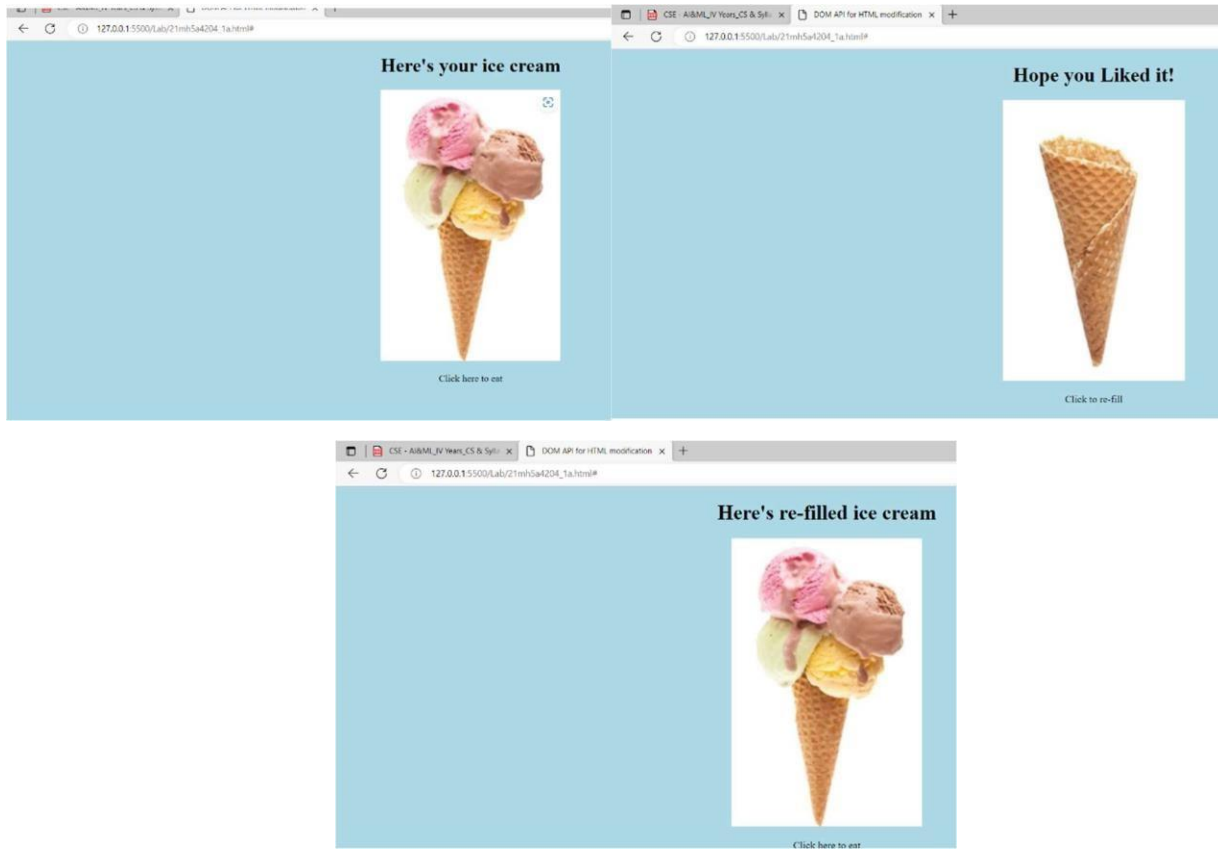 127.0.0.1:5500/Lab/21mh5a4204_1a.html#
Here's your ice cream
Click here to eat
CSE - AI&ML_IV Years_CS & Sylla
DOM API for HTML modification
127.0.0.1:5500/Lab/21mh5a4204_1a.html#
Hope you Liked it!
Click to re-fill
CSE - AI&ML_IV Years_CS & Sylla
DOM API for HTML modification
127.0.0.1:5500/Lab/21mh5a4204_1a.html#
Here's re-filled ice cream
Click here to eat